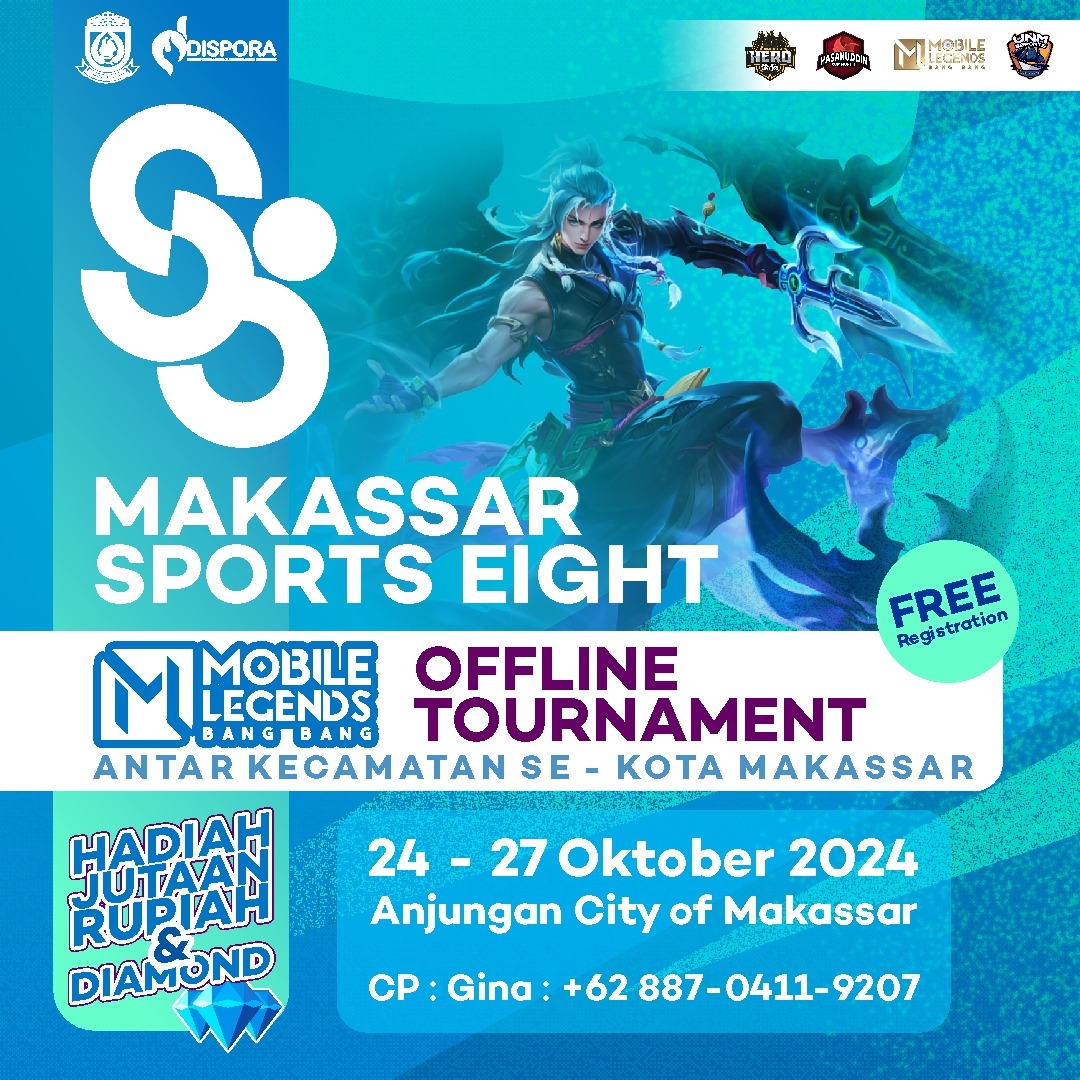 DISPORA
HERO
HASANUDDIN
MOBILE
LEGENDS
BANG BANG
UNM
MAKASSAR
SPORTS EIGHT
FREE
Registration
MOBILE
LEGENDS
BANG BANG
OFFLINE
TOURNAMENT
ANTAR KECAMATAN SE - KOTA MAKASSAR
HADIAH
JUTAAN
RUPIAH
&
DIAMOND
24 - 27 Oktober 2024
Anjungan City of Makassar
CP : Gina : +62 887-0411-9207